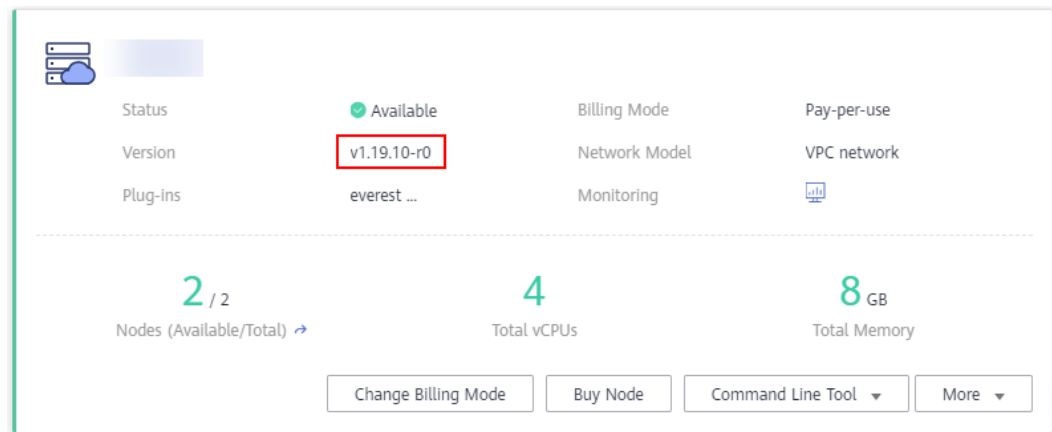 Status Available Billing Mode Pay-per-use
Version v1.19.10-r0 Network Model VPC network
Plug-ins everest ... Monitoring
2 / 2 4 8 GB
Nodes (Available/Total) Total vCPUs Total Memory
Change Billing Mode Buy Node Command Line Tool More